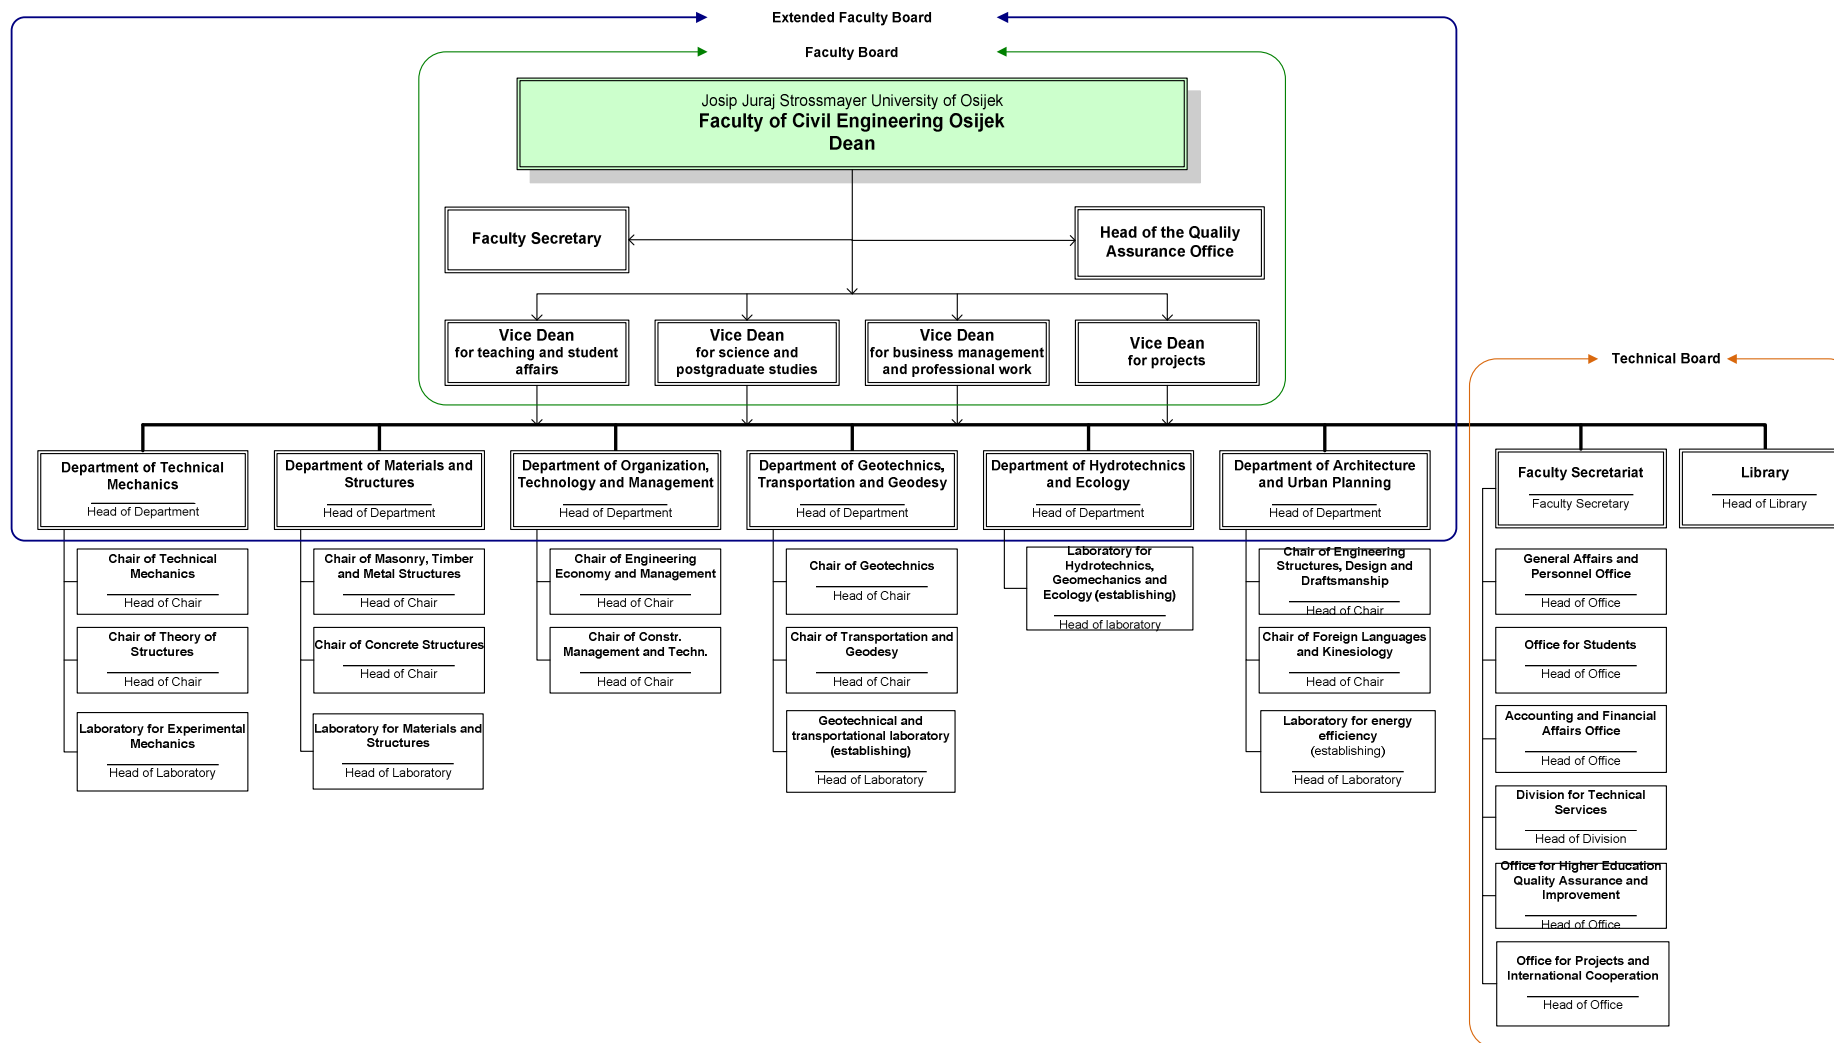 Extended Faculty Board
Faculty Board
Josip Juraj Strossmayer University of Osijek
Faculty of Civil Engineering Osijek
Dean
Faculty Secretary
Head of the Qualily
Assurance Office
Vice Dean
for teaching and student
affairs
Vice Dean
for science and
postgraduate studies
Vice Dean
for business management
and professional work
Vice Dean
for projects
Technical Board
Department of Technical
Mechanics
Head of Department
Department of Materials and
Structures
Head of Department
Department of Organization,
Technology and Management
Head of Department
Department of Geotechnics,
Transportation and Geodesy
Head of Department
Department of Hydrotechnics
and Ecology
Head of Department
Department of Architecture
and Urban Planning
Head of Department
Faculty Secretariat
Faculty Secretary
Library
Head of Library
Chair of Technical
Mechanics
Head of Chair
Chair of Theory of
Structures
Head of Chair
Laboratory for Experimental
Mechanics
Head of Laboratory
Chair of Masonry, Timber
and Metal Structures
Head of Chair
Chair of Concrete Structures
Head of Chair
Laboratory for Materials and
Structures
Head of Laboratory
Chair of Engineering
Economy and Management
Head of Chair
Chair of Constr.
Management and Techn.
Head of Chair
Chair of Geotechnics
Head of Chair
Chair of Transportation and
Geodesy
Head of Chair
Geotechnical and
transportational laboratory
(establishing)
Head of Laboratory
Laboratory for
Hydrotechnics,
Geomechanics and
Ecology (establishing)
Head of laboratory
Chair of Engineering
Structures, Design and
Draftsmanship
Head of Chair
Chair of Foreign Languages
and Kinesiology
Head of Chair
Laboratory for energy
efficiency
(establishing)
Head of Laboratory
General Affairs and
Personnel Office
Head of Office
Office for Students
Head of Office
Accounting and Financial
Affairs Office
Head of Office
Division for Technical
Services
Head of Division
Office for Higher Education
Quality Assurance and
Improvement
Head of Office
Office for Projects and
International Cooperation
Head of Office